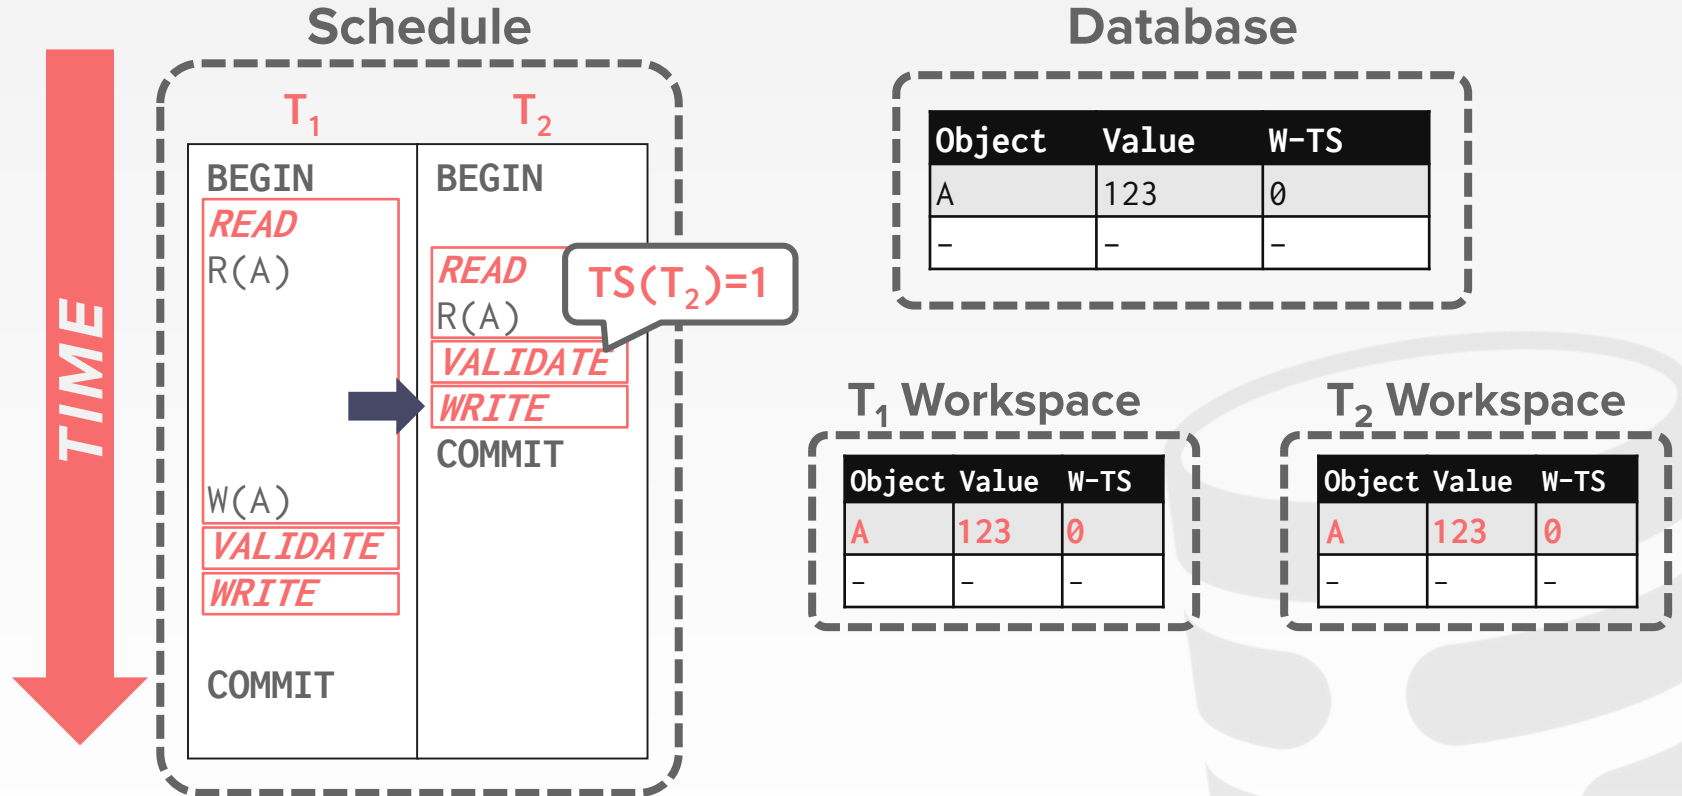 Schedule
TIME
T1 T2
BEGIN BEGIN
READ
R(A) READ
R(A)
TS(T2)=1
VALIDATE
WRITE
COMMIT
W(A)
VALIDATE
WRITE
COMMIT
Database
Object Value W-TS
A 123 0
- - -
T1 Workspace
Object Value W-TS
A 123 0
- - -
T2 Workspace
Object Value W-TS
A 123 0
- - -